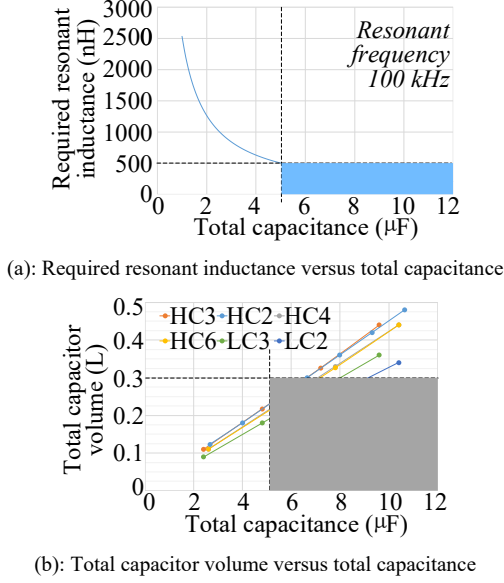 3000
2500
2000
1500
1000
500
0
Required resonant
inductance (nH)
Resonant
frequency
100 kHz
0 2 4 6 8 10 12
Total capacitance (μF)
(a): Required resonant inductance versus total capacitance
0.5
0.4
0.3
0.2
0.1
0
Total capacitor
volume (L)
HC3 HC2 HC4
HC6 LC3 LC2
0 2 4 6 8 10 12
Total capacitance (μF)
(b): Total capacitor volume versus total capacitance